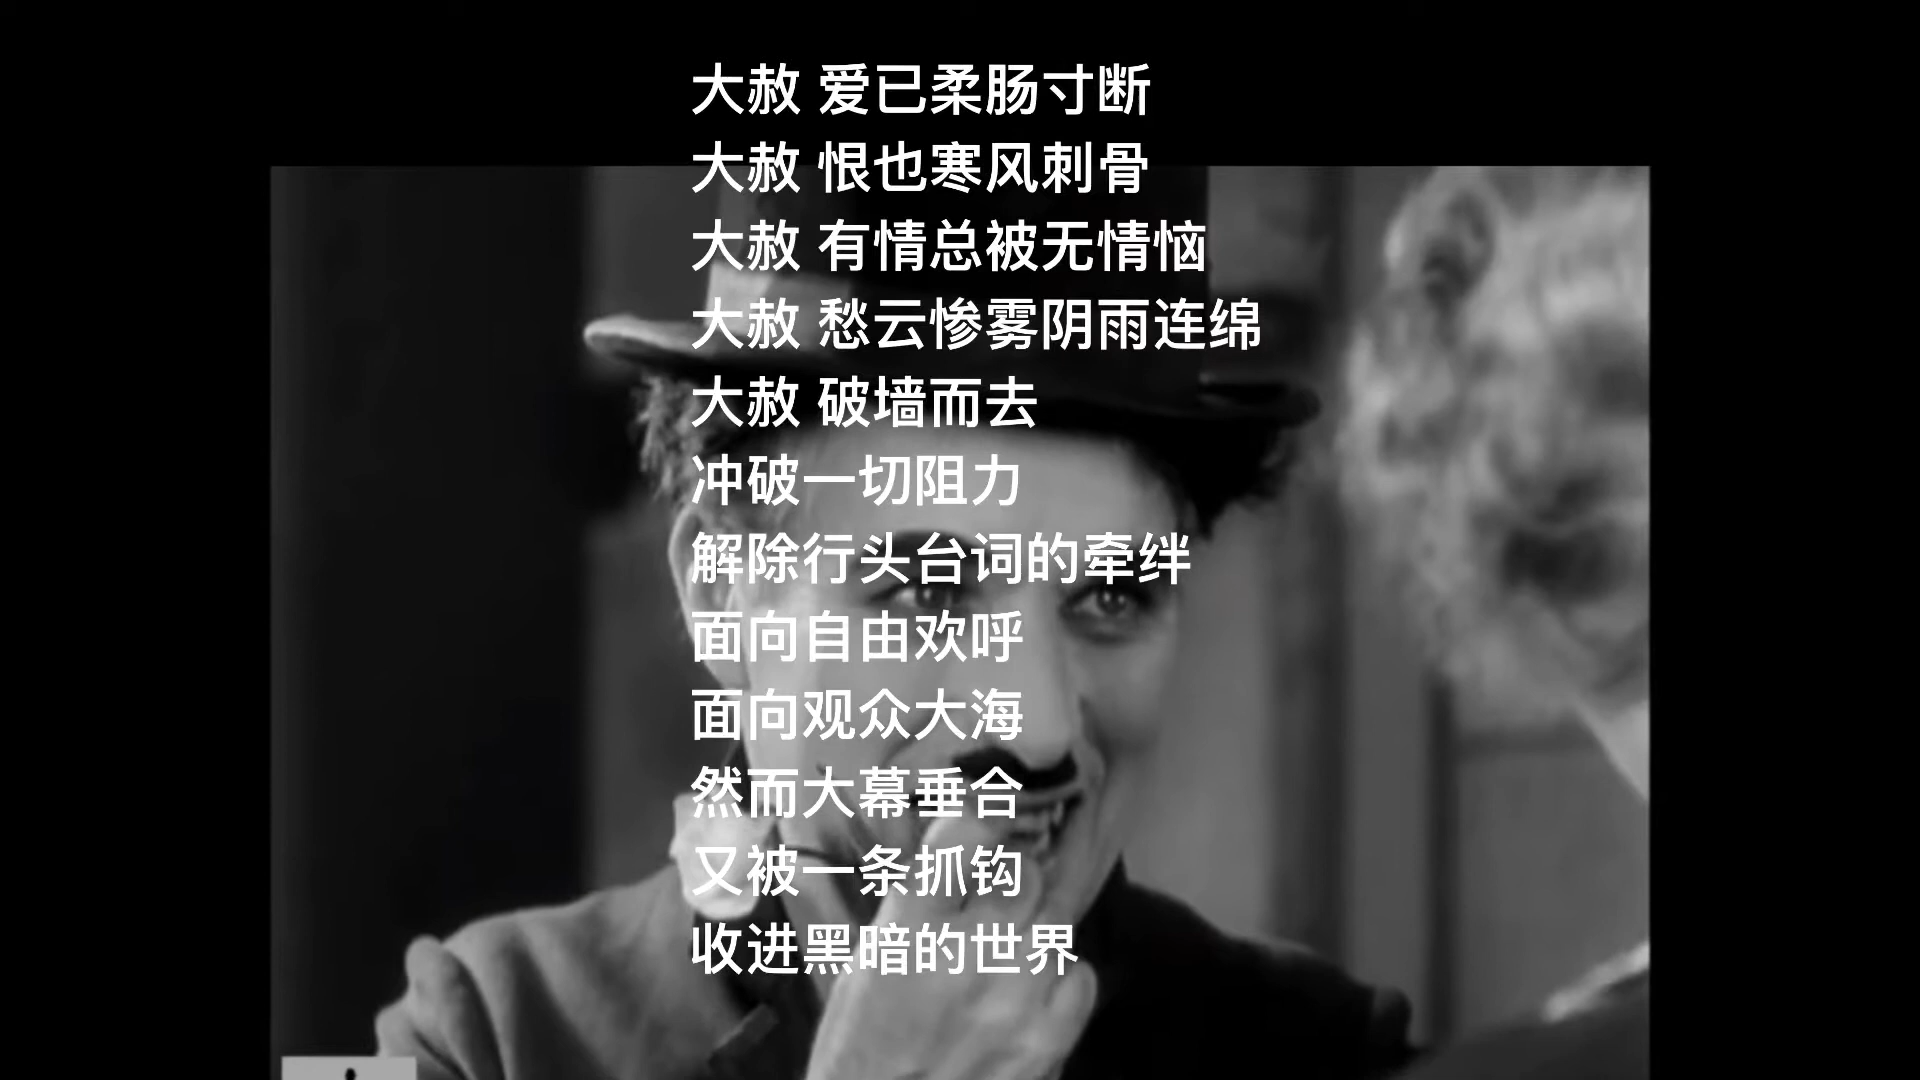 大赦 爱已柔肠寸断
大赦 恨也寒风刺骨
大赦 有情总被无情恼
大赦 愁云惨雾阴雨连绵
大赦 破墙而去
冲破一切阻力
解除行头台词的牵绊
面向自由欢呼
面向观众大海
然而大幕垂合
又被一条抓钩
收进黑暗的世界